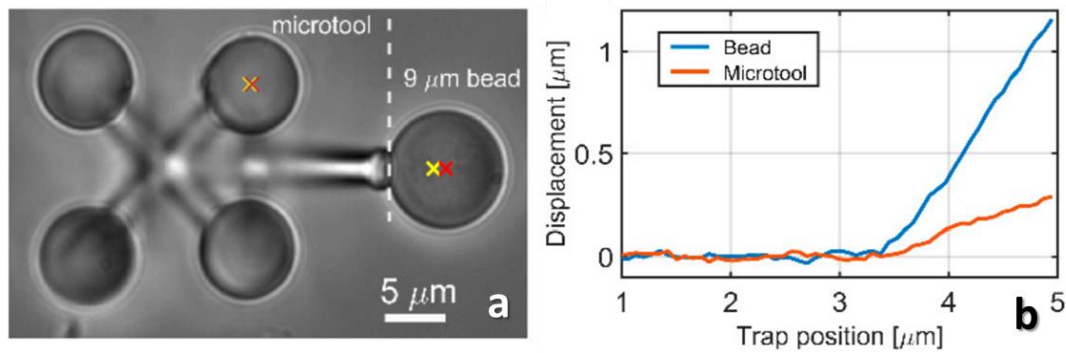 microtool
9 μm bead
5 μm
a
Displacement [μm]
1
0.5
0
Bead
Microtool
1
2
3
4
5
Trap position [μm]
b